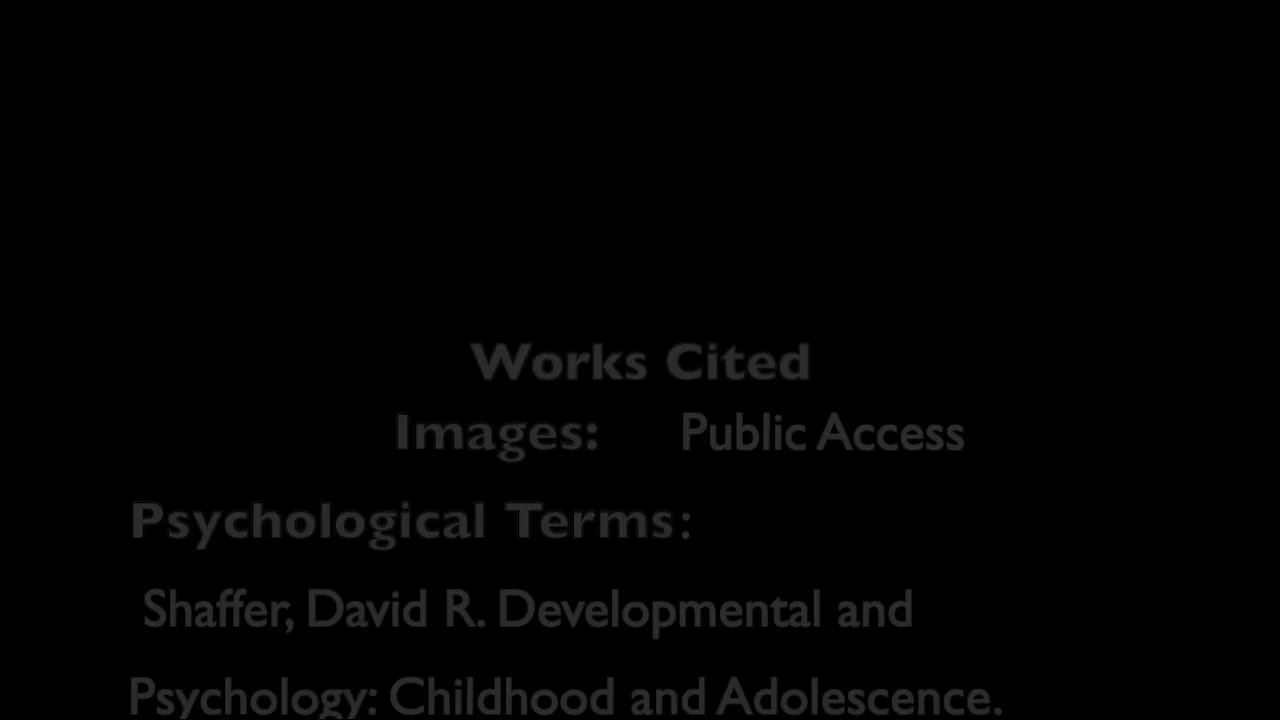 Works Cited
Images: Public Access
Psychological Terms:
Shaffer, David R. Developmental and
Psychology: Childhood and Adolescence.